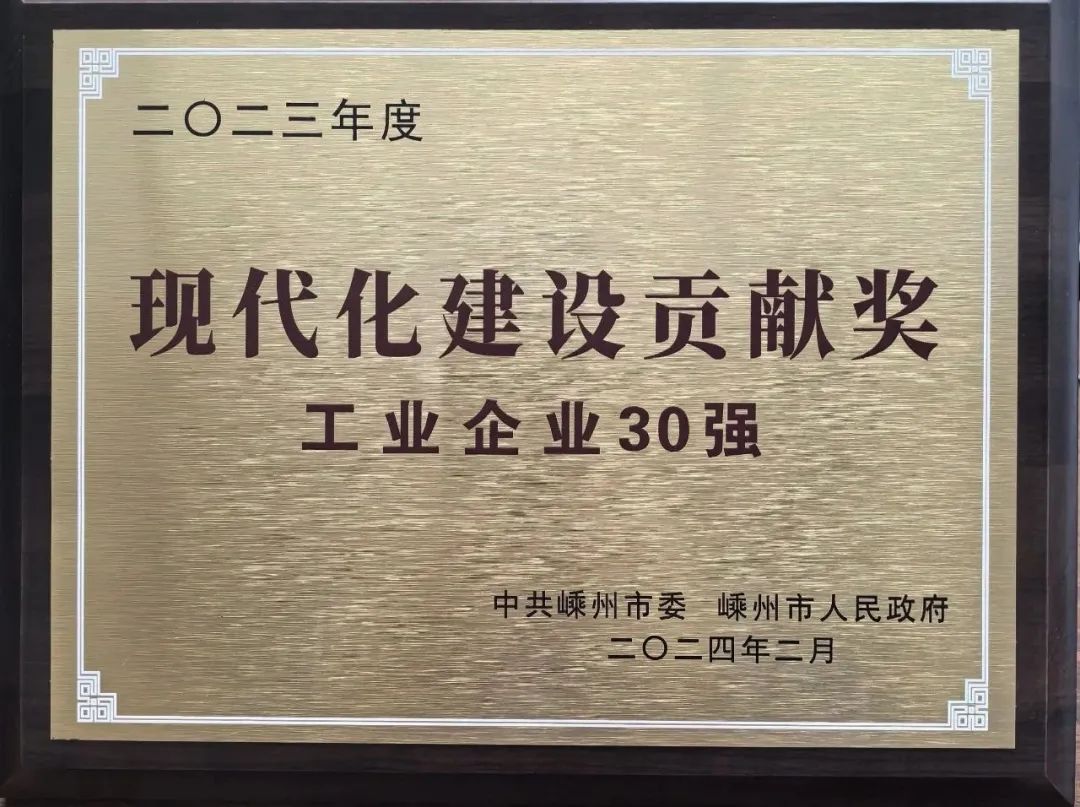 二〇二三年度
现代化建设贡献奖
工业企业30强
中共嵊州市委 嵊州市人民政府
二〇二四年二月